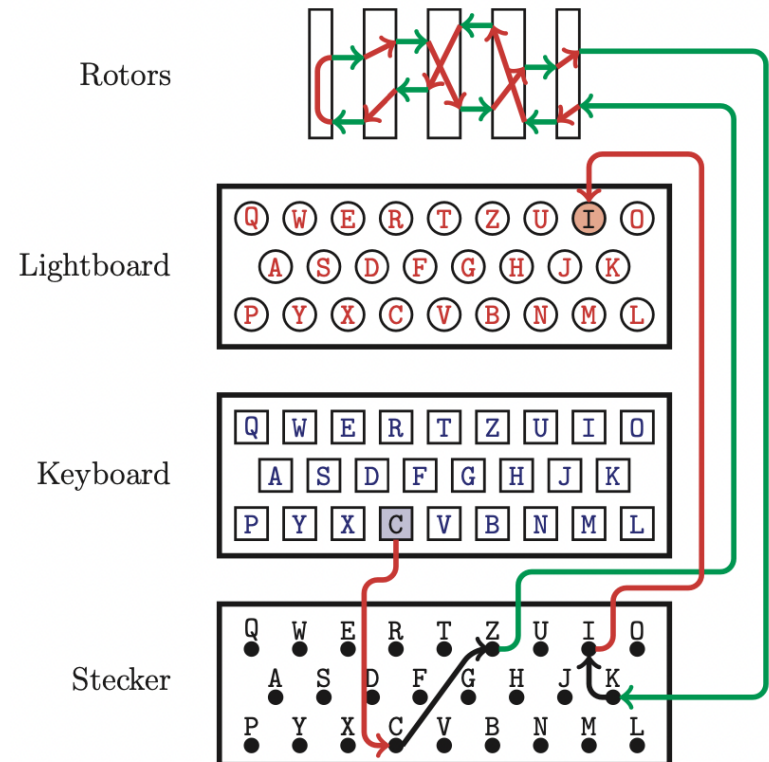 Rotors
Q W E R T Z U I O
Lightboard
A S D F G H J K
P Y X C V B N M L
Q W E R T Z U I O
Keyboard
A S D F G H J K
P Y X C V B N M L
Q W E R T Z U I O
Stecker
A S D F G H J K
P Y X C V B N M L